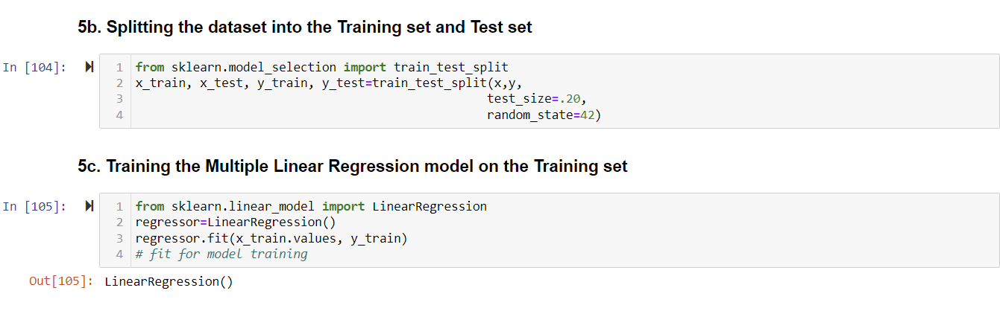 5b. Splitting the dataset into the Training set and Test set
In [104]:
1 from sklearn.model_selection import train_test_split
2 x_train, x_test, y_train, y_test=train_test_split(x,y,
3 test_size=.20,
4 random_state=42)
5c. Training the Multiple Linear Regression model on the Training set
In [105]:
1 from sklearn.linear_model import LinearRegression
2 regressor=LinearRegression()
3 regressor.fit(x_train.values, y_train)
4 # fit for model training
Out[105]: LinearRegression()